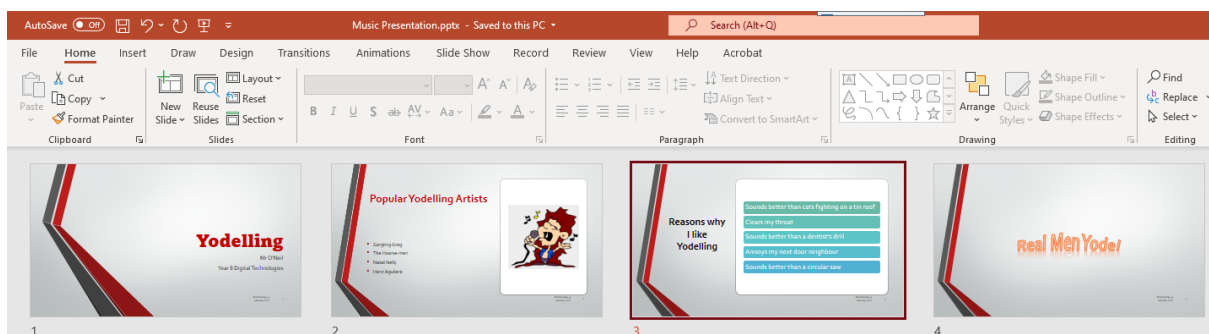 AutoSave Off Music Presentation.pptx - Saved to this PC Search (Alt+Q)
File Home Insert Draw Design Transitions Animations Slide Show Record Review View Help Acrobat
Paste
Cut
Copy
Format Painter
Clipboard
New Slide
Reuse Slides
Layout
Reset
Section
Slides
B I U S ab AV Aa A
A A A
Font
Text Direction
Align Text
Convert to SmartArt
Paragraph
Arrange
Quick Styles
Shape Fill
Shape Outline
Shape Effects
Drawing
Find
Replace
Select
Editing
Yodelling
Mr O'Neil
Year 8 Digital Technologies
1
Popular Yodelling Artists
2
Reasons why
I like
Yodelling
Sounds better than cats fighting on a tin roof
Clears my throat
Sounds better than a dentist's drill
Annoys my next door neighbour
Sounds better than a circular saw
3
Real Men Yodel
4